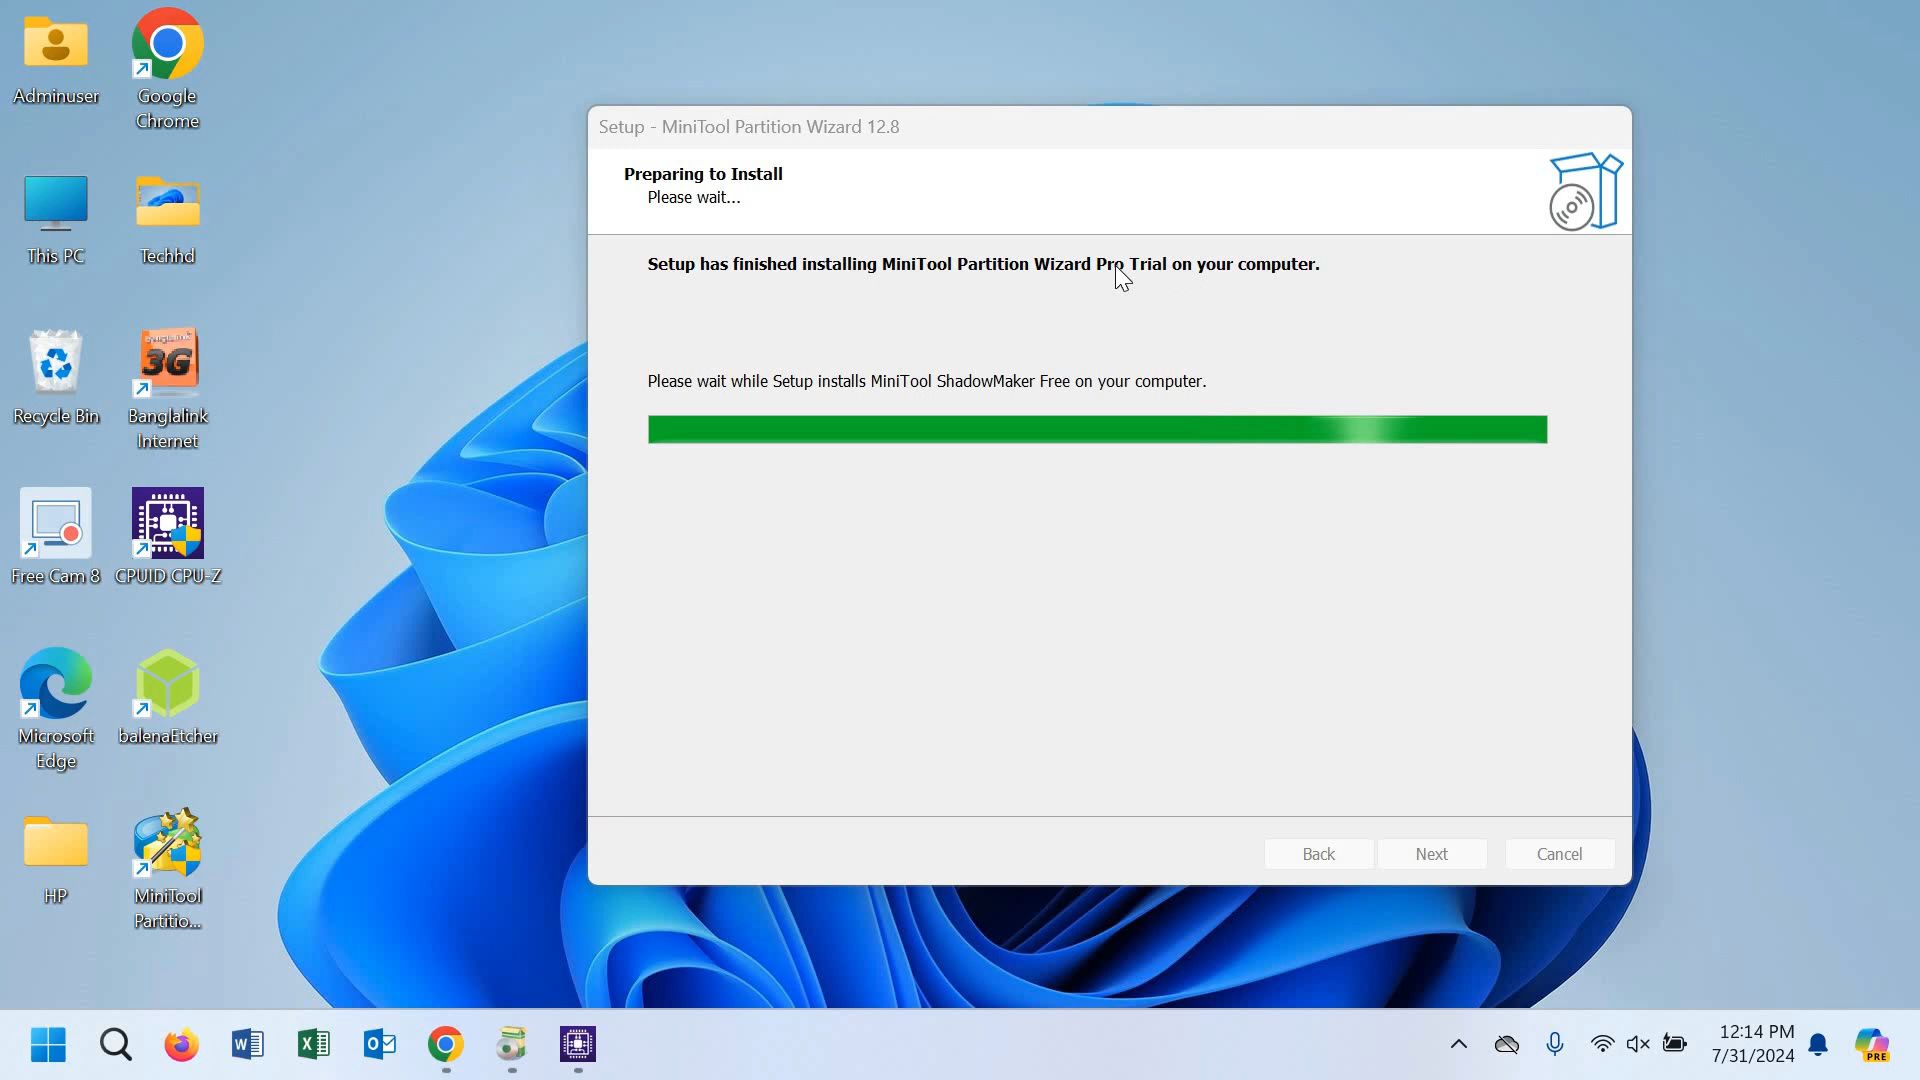 Adminuser
Google
Chrome
This PC
Techhd
Recycle Bin
Banglalink
3G
Banglalink
Internet
Free Cam 8
CPUID CPU-Z
Microsoft
Edge
balenaEtcher
HP
MiniTool
Partitio...
Setup - MiniTool Partition Wizard 12.8
Preparing to Install
Please wait...
Setup has finished installing MiniTool Partition Wizard Pro Trial on your computer.
Please wait while Setup installs MiniTool ShadowMaker Free on your computer.
Back
Next
Cancel
W
X
O
12:14 PM
7/31/2024
PRE